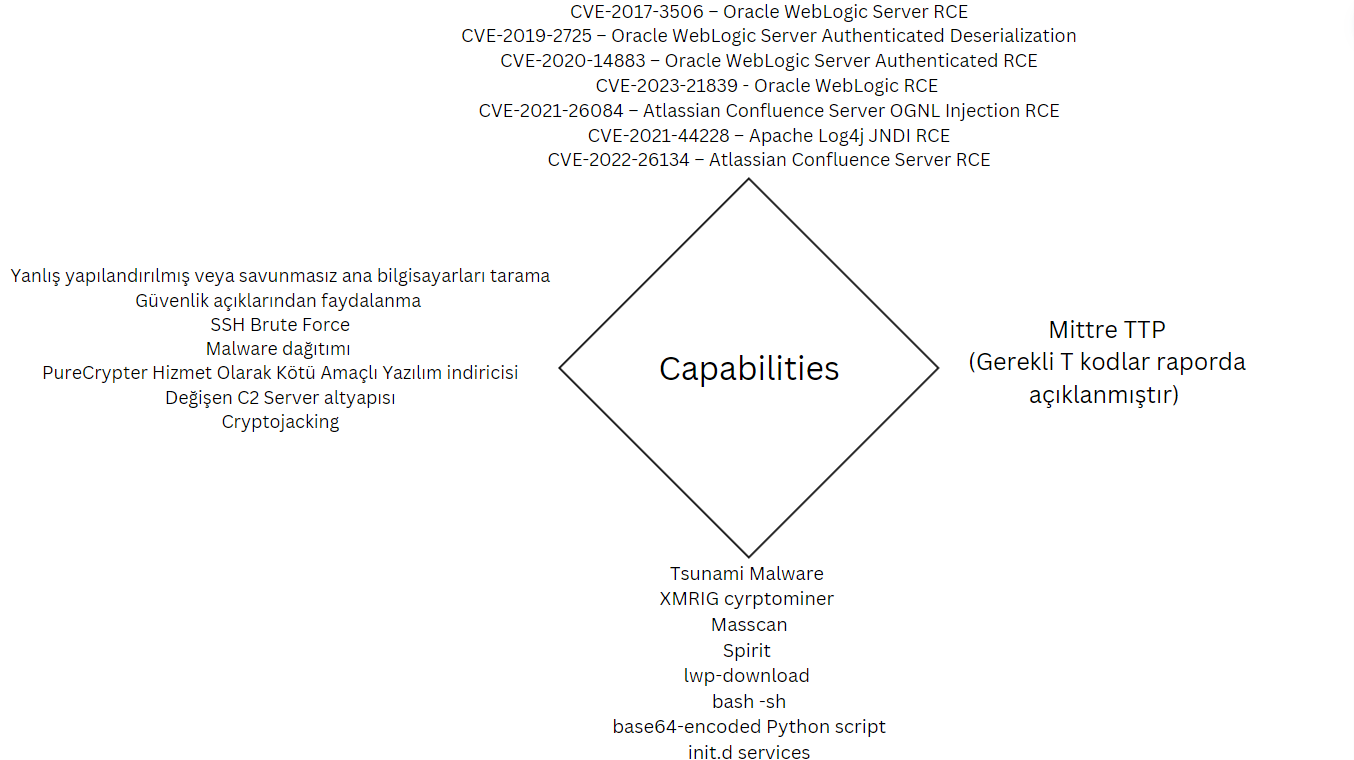 CVE-2017-3506 – Oracle WebLogic Server RCE
CVE-2019-2725 – Oracle WebLogic Server Authenticated Deserialization
CVE-2020-14883 – Oracle WebLogic Server Authenticated RCE
CVE-2023-21839 - Oracle WebLogic RCE
CVE-2021-26084 – Atlassian Confluence Server OGNL Injection RCE
CVE-2021-44228 – Apache Log4j JNDI RCE
CVE-2022-26134 – Atlassian Confluence Server RCE
Yanlış yapılandırılmış veya savunmasız ana bilgisayarları tarama
Güvenlik açıklarından faydalanma
SSH Brute Force
Malware dağıtımı
PureCrypter Hizmet Olarak Kötü Amaçlı Yazılım indiricisi
Değişen C2 Server altyapısı
Cryptojacking
Capabilities
Mittre TTP
(Gerekli T kodlar raporda
açıklanmıştır)
Tsunami Malware
XMRIG cyrptominer
Masscan
Spirit
lwp-download
bash -sh
base64-encoded Python script
init.d services